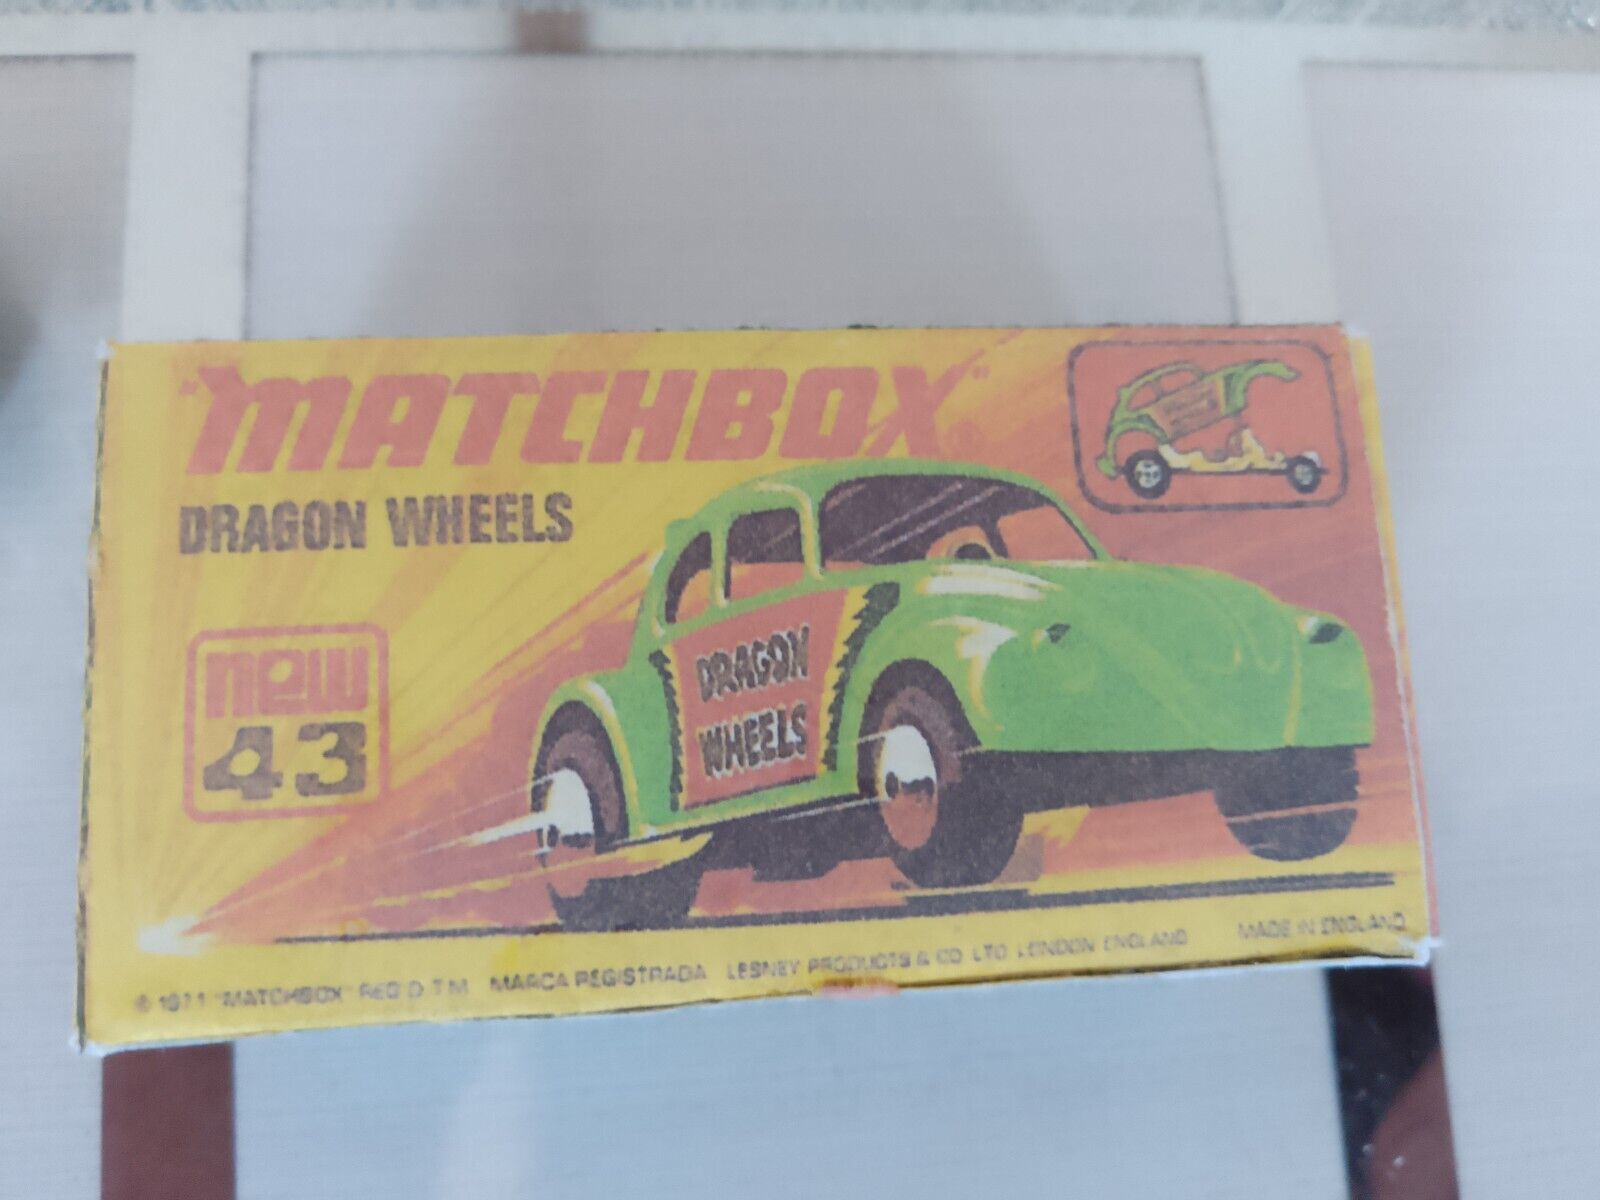 "MATCHBOX"®
DRAGON WHEELS
new
43
DRAGON
WHEELS
© 1971 "MATCHBOX" REG'D T M MARCA REGISTRADA LESNEY PRODUCTS & CO LTD LONDON ENGLAND MADE IN ENGLAND